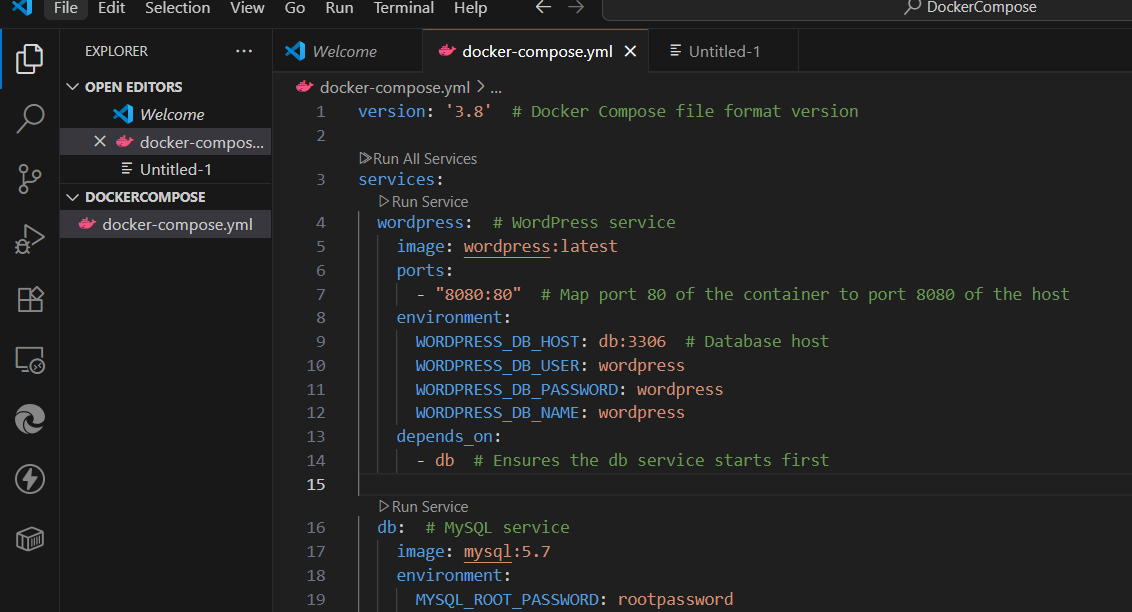 File Edit Selection View Go Run Terminal Help DockerCompose
EXPLORER
OPEN EDITORS
Welcome
docker-compos...
Untitled-1
DOCKERCOMPOSE
docker-compose.yml
Welcome docker-compose.yml Untitled-1
docker-compose.yml > ...
1 version: '3.8'  # Docker Compose file format version
2
Run All Services
3 services:
Run Service
4   wordpress:  # WordPress service
5     image: wordpress:latest
6     ports:
7       - "8080:80"  # Map port 80 of the container to port 8080 of the host
8     environment:
9       WORDPRESS_DB_HOST: db:3306  # Database host
10       WORDPRESS_DB_USER: wordpress
11       WORDPRESS_DB_PASSWORD: wordpress
12       WORDPRESS_DB_NAME: wordpress
13     depends_on:
14       - db  # Ensures the db service starts first
15
Run Service
16   db:  # MySQL service
17     image: mysql:5.7
18     environment:
19       MYSQL_ROOT_PASSWORD: rootpassword